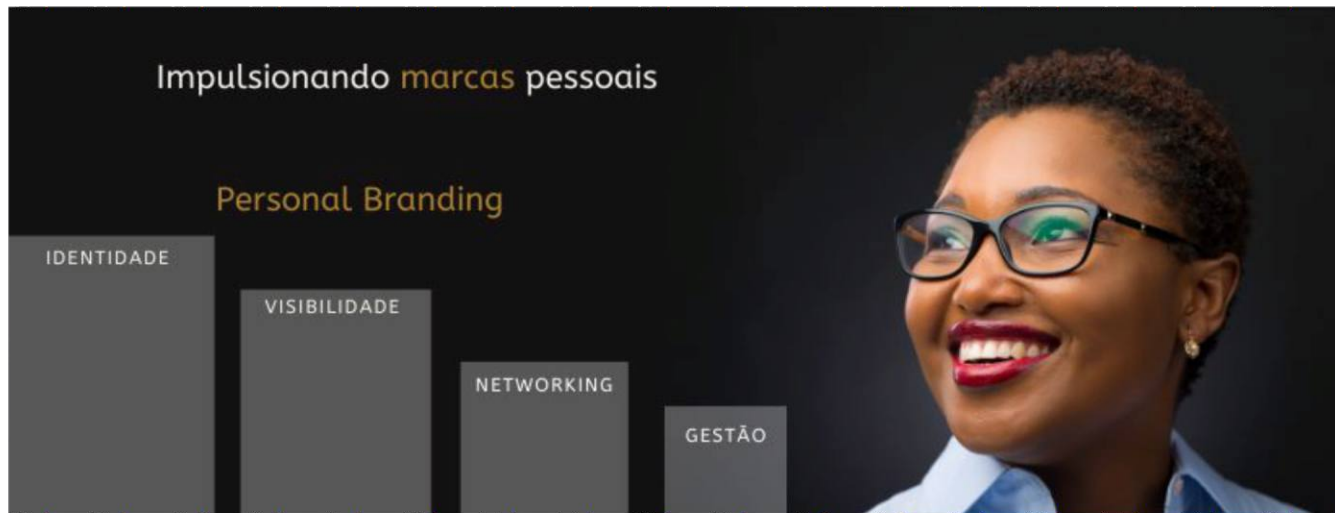 Impulsionando marcas pessoais
Personal Branding
IDENTIDADE
VISIBILIDADE
NETWORKING
GESTÃO